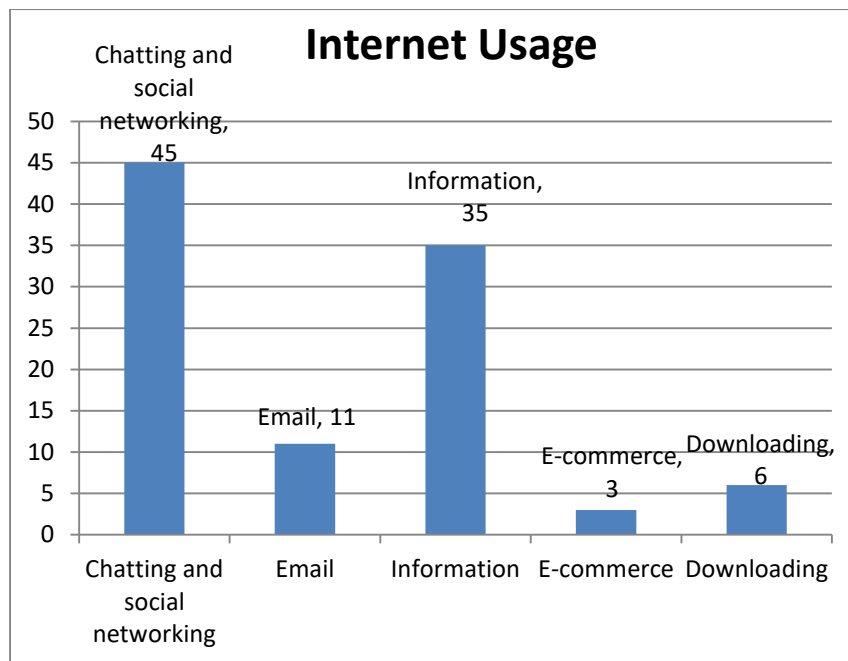 Internet Usage
Chatting and
social
networking,
45
Information,
35
Email, 11
E-commerce,
3
Downloading,
6
50
45
40
35
30
25
20
15
10
5
0
Chatting and
social
networking
Email
Information
E-commerce
Downloading